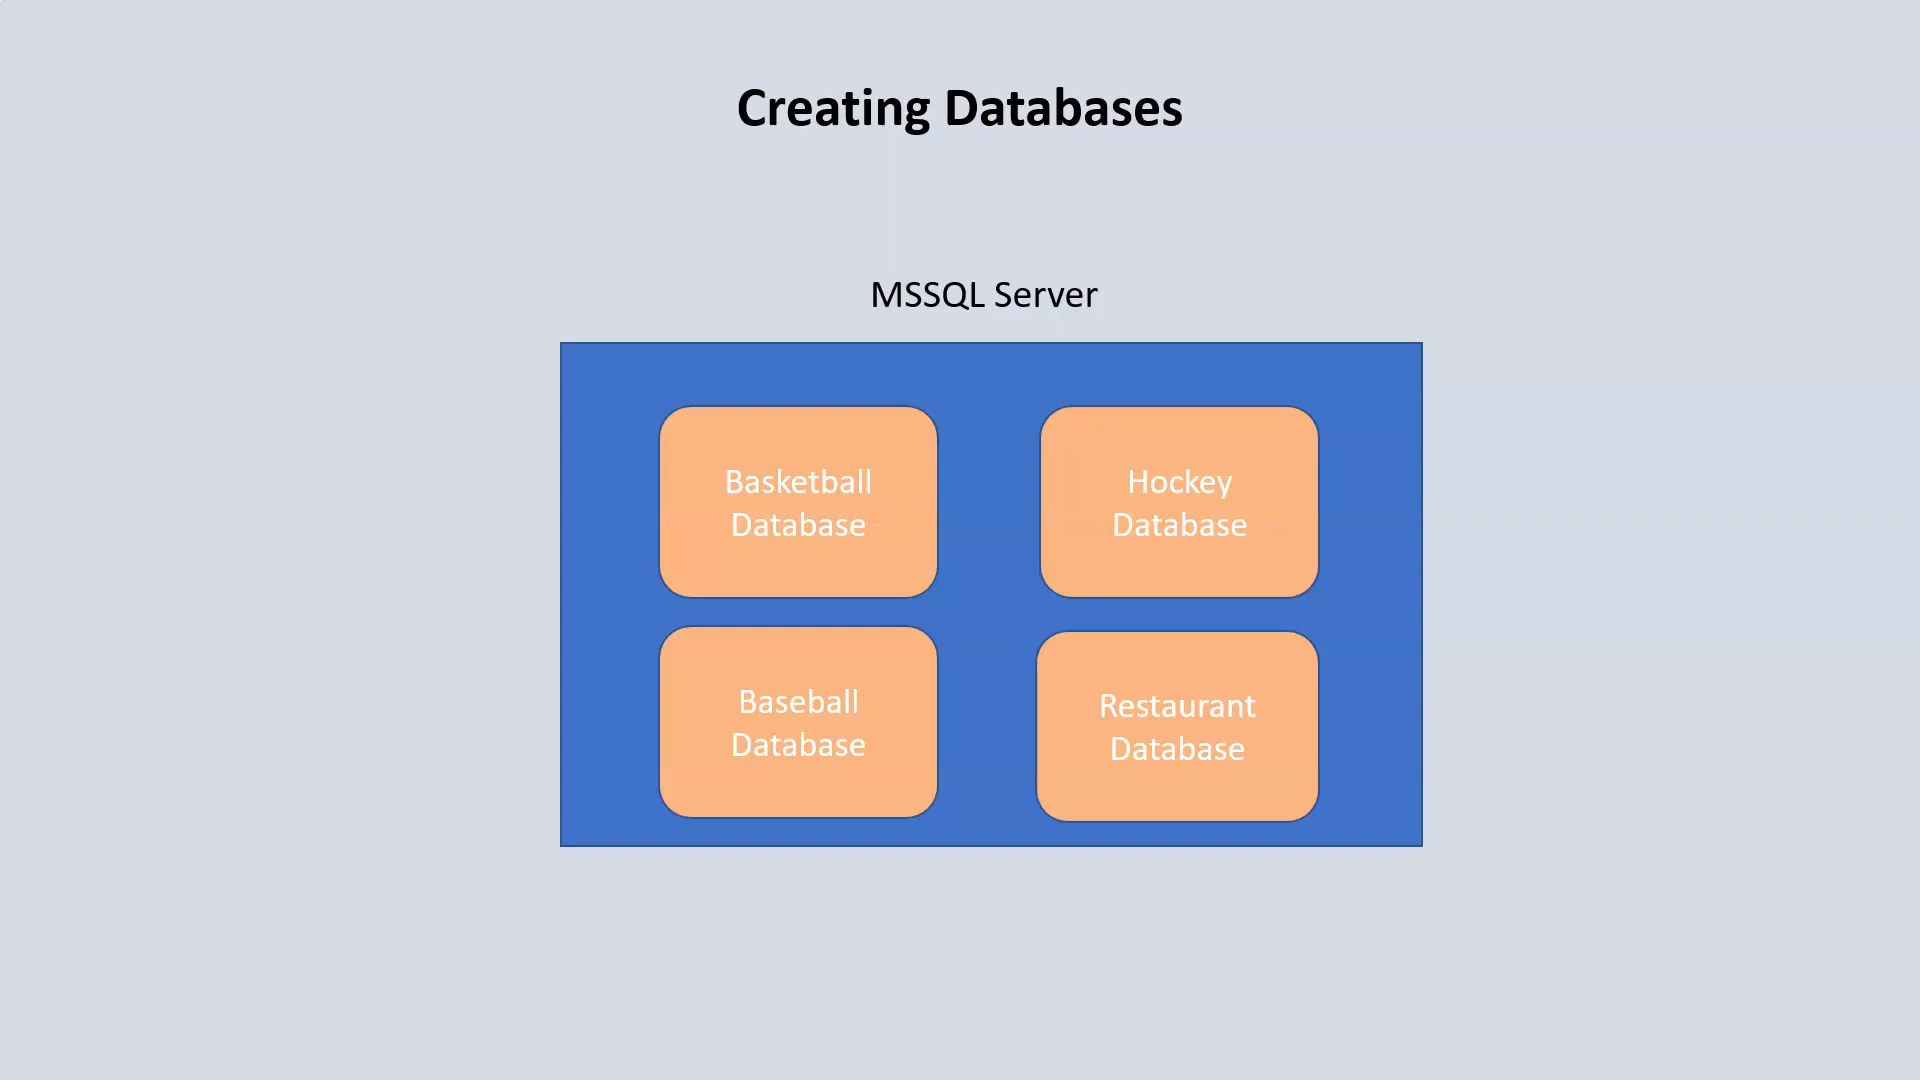 Creating Databases
MSSQL Server
Basketball
Database
Hockey
Database
Baseball
Database
Restaurant
Database